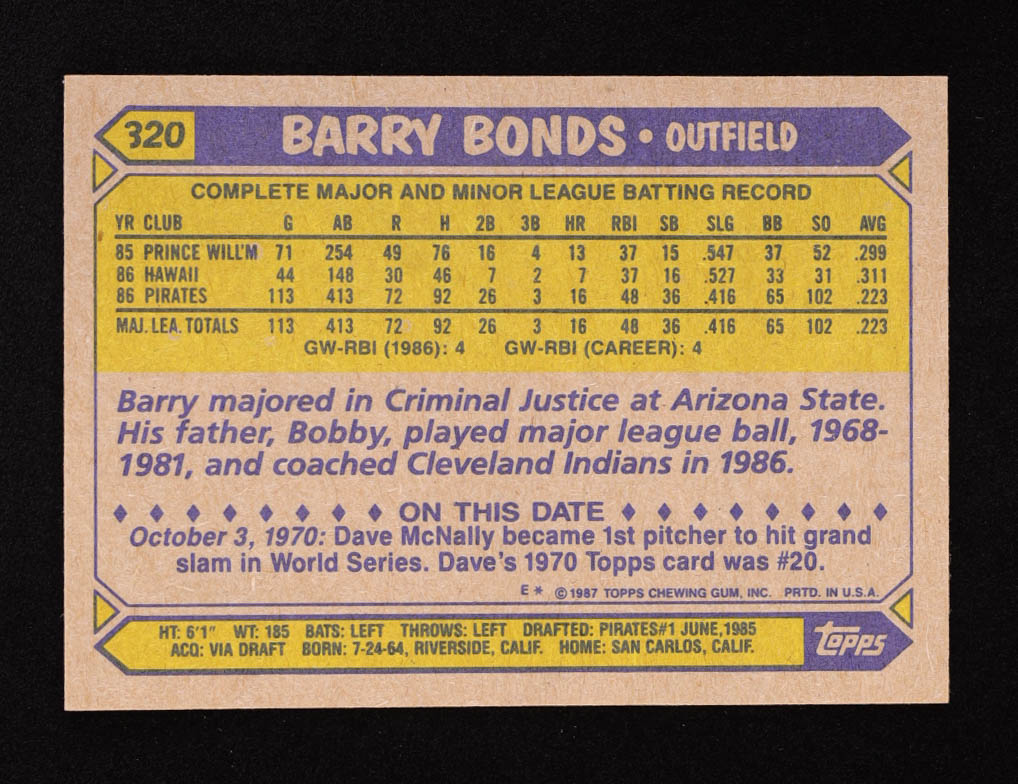 320 BARRY BONDS • OUTFIELD
COMPLETE MAJOR AND MINOR LEAGUE BATTING RECORD
YR CLUB G AB R H 2B 3B HR RBI SB SLG BB SO AVG
85 PRINCE WILL'M 71 254 49 76 16 4 13 37 15 .547 37 52 .299
86 HAWAII 44 148 30 46 7 2 7 37 16 .527 33 31 .311
86 PIRATES 113 413 72 92 26 3 16 48 36 .416 65 102 .223
MAJ. LEA. TOTALS 113 413 72 92 26 3 16 48 36 .416 65 102 .223
GW-RBI (1986): 4 GW-RBI (CAREER): 4
Barry majored in Criminal Justice at Arizona State.
His father, Bobby, played major league ball, 1968-
1981, and coached Cleveland Indians in 1986.
ON THIS DATE
October 3, 1970: Dave McNally became 1st pitcher to hit grand
slam in World Series. Dave's 1970 Topps card was #20.
E* ©1987 TOPPS CHEWING GUM, INC. PRTD. IN U.S.A.
HT: 6'1" WT: 185 BATS: LEFT THROWS: LEFT DRAFTED: PIRATES#1 JUNE,1985
ACQ: VIA DRAFT BORN: 7-24-64, RIVERSIDE, CALIF. HOME: SAN CARLOS, CALIF.
topps